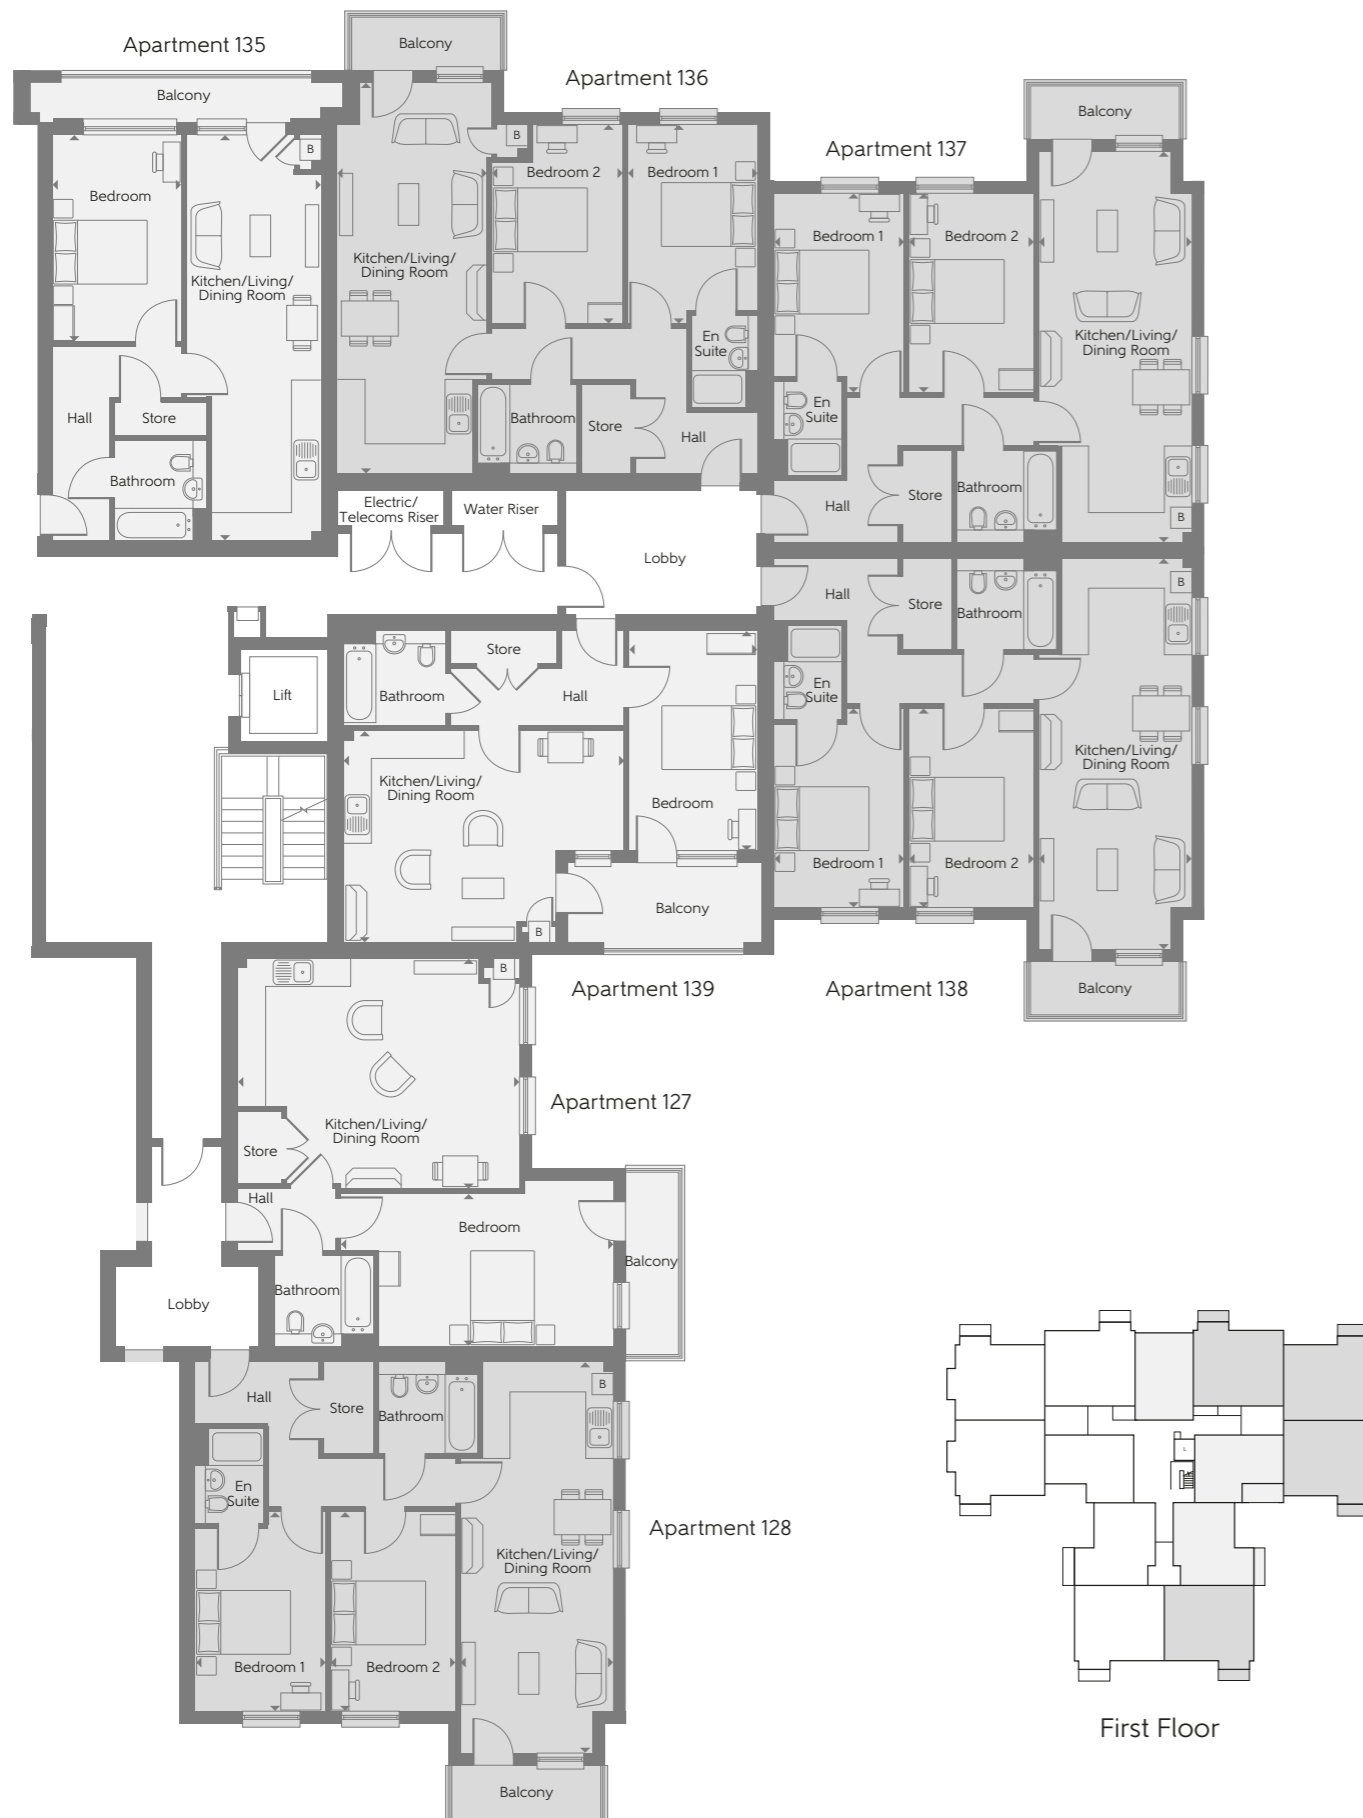 Apartment 135
Balcony
Bedroom
B
Kitchen/Living/
Dining Room
Hall
Store
Bathroom
Balcony
Apartment 136
B
Bedroom 2
Bedroom 1
Kitchen/Living/
Dining Room
En
Suite
Bathroom
Store
Hall
Apartment 137
Balcony
Bedroom 1
Bedroom 2
Kitchen/Living/
Dining Room
En
Suite
Hall
Store
Bathroom
B
Electric/
Telecoms Riser
Water Riser
Lobby
Hall
Store
Bathroom
B
En
Suite
Kitchen/Living/
Dining Room
Bedroom 1
Bedroom 2
Balcony
Apartment 138
Lift
Store
Bathroom
Hall
Kitchen/Living/
Dining Room
Bedroom
Balcony
B
Apartment 139
B
Apartment 127
Kitchen/Living/
Dining Room
Store
Hall
Bedroom
Balcony
Bathroom
Lobby
Hall
Store
Bathroom
B
En
Suite
Apartment 128
Kitchen/Living/
Dining Room
Bedroom 1
Bedroom 2
Balcony
L
First Floor